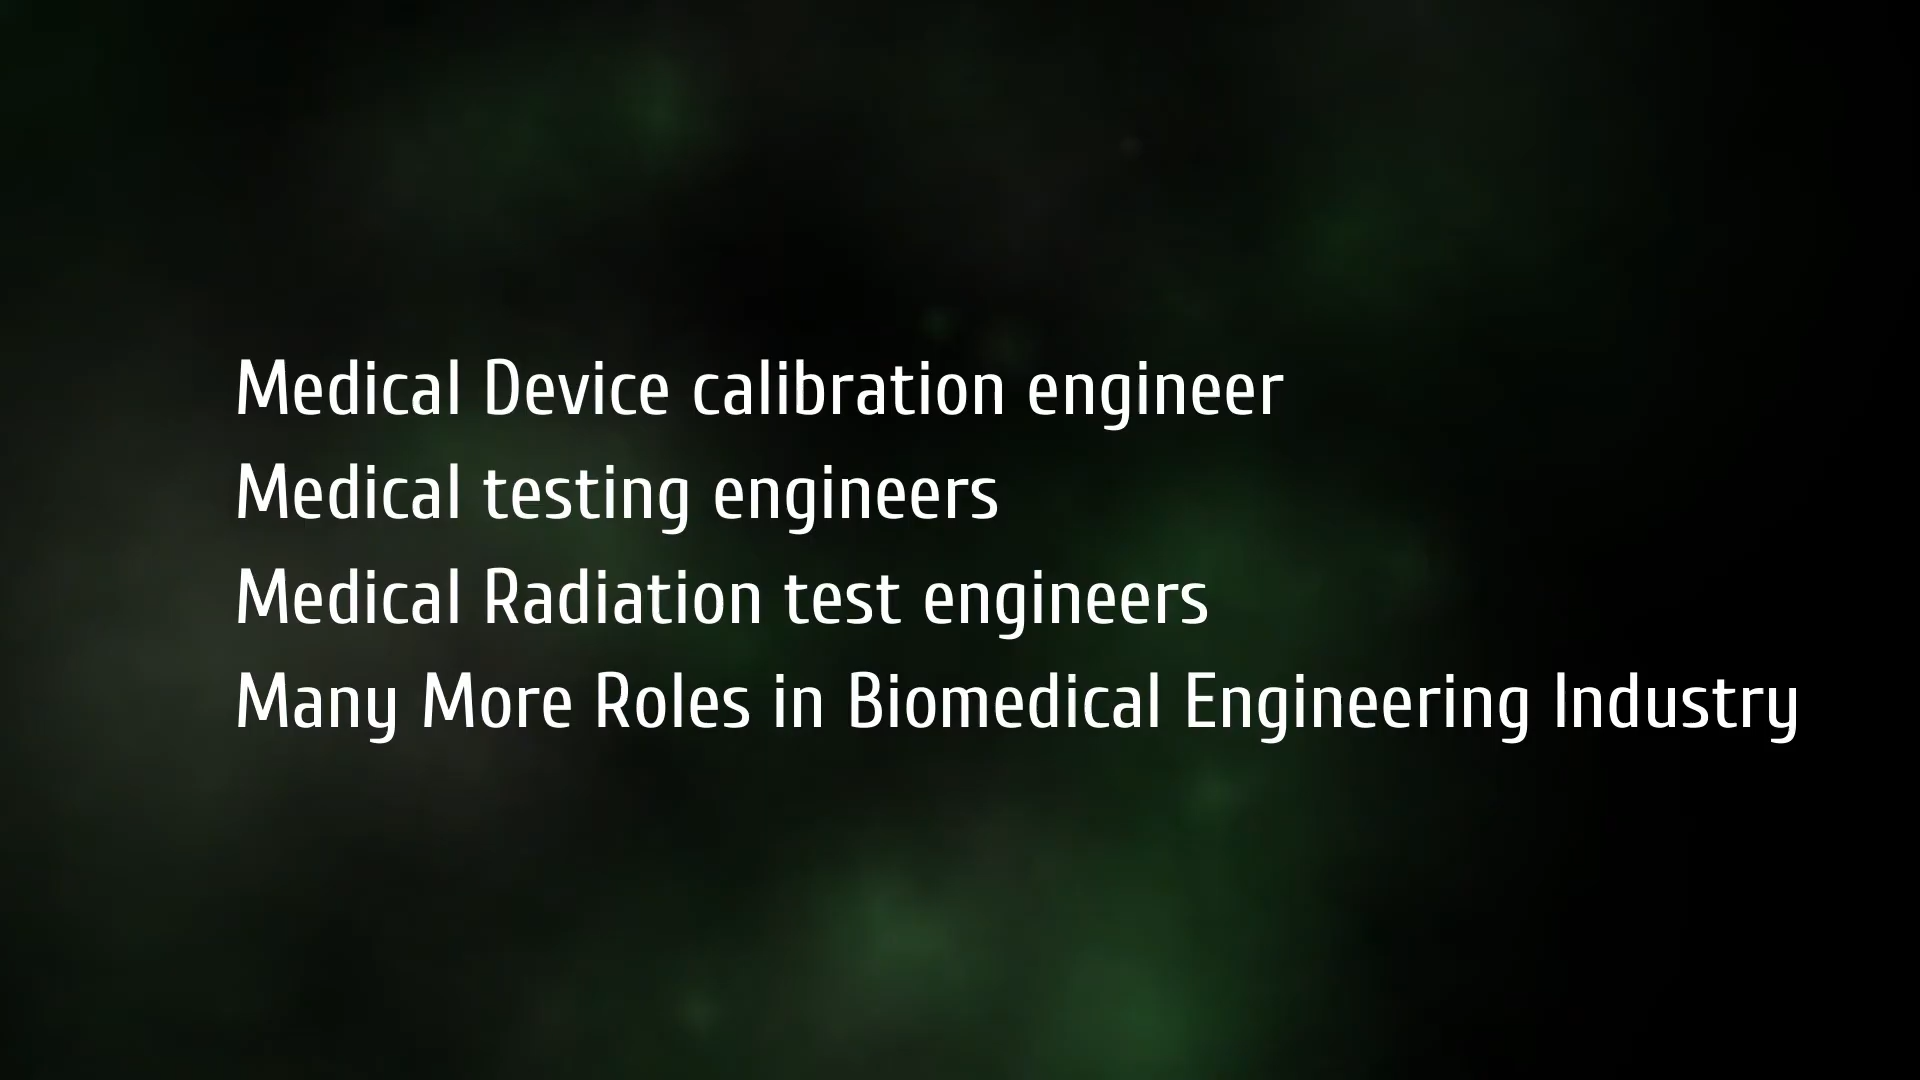 Medical Device calibration engineer
Medical testing engineers
Medical Radiation test engineers
Many More Roles in Biomedical Engineering Industry